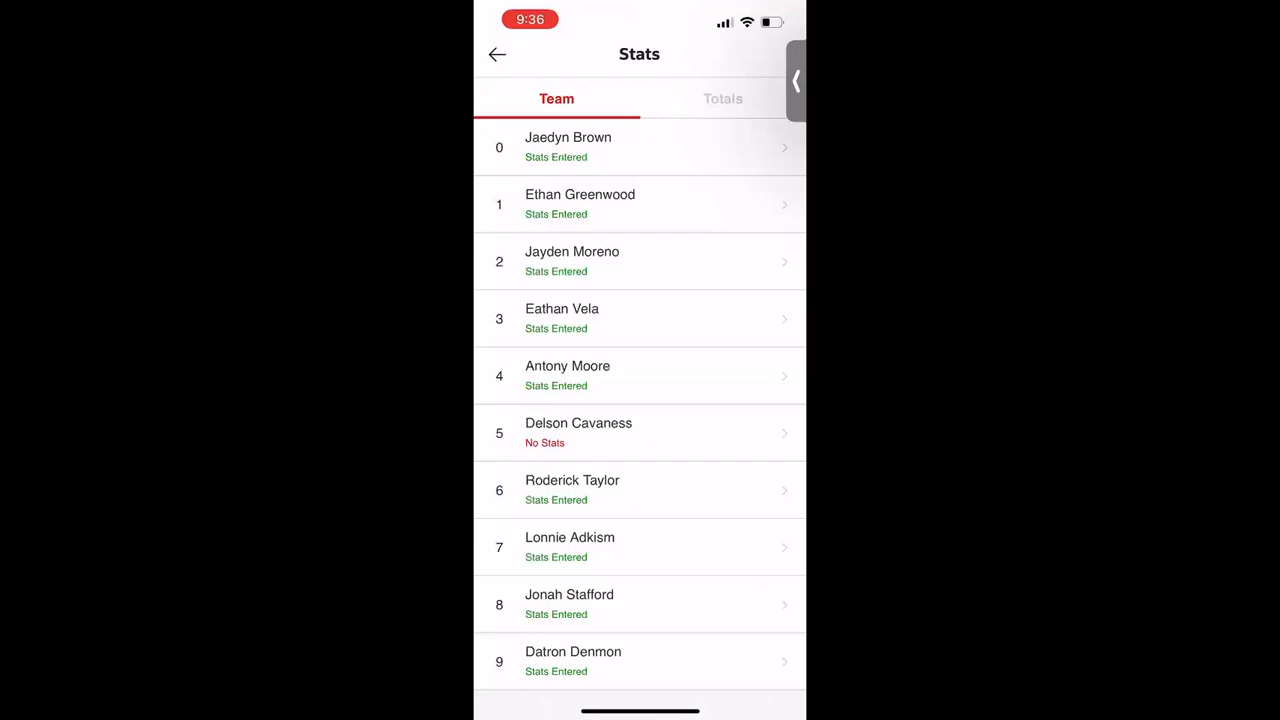 9:36
Stats
Team
Totals
0
Jaedyn Brown
Stats Entered
1
Ethan Greenwood
Stats Entered
2
Jayden Moreno
Stats Entered
3
Eathan Vela
Stats Entered
4
Antony Moore
Stats Entered
5
Delson Cavaness
No Stats
6
Roderick Taylor
Stats Entered
7
Lonnie Adkism
Stats Entered
8
Jonah Stafford
Stats Entered
9
Datron Denmon
Stats Entered